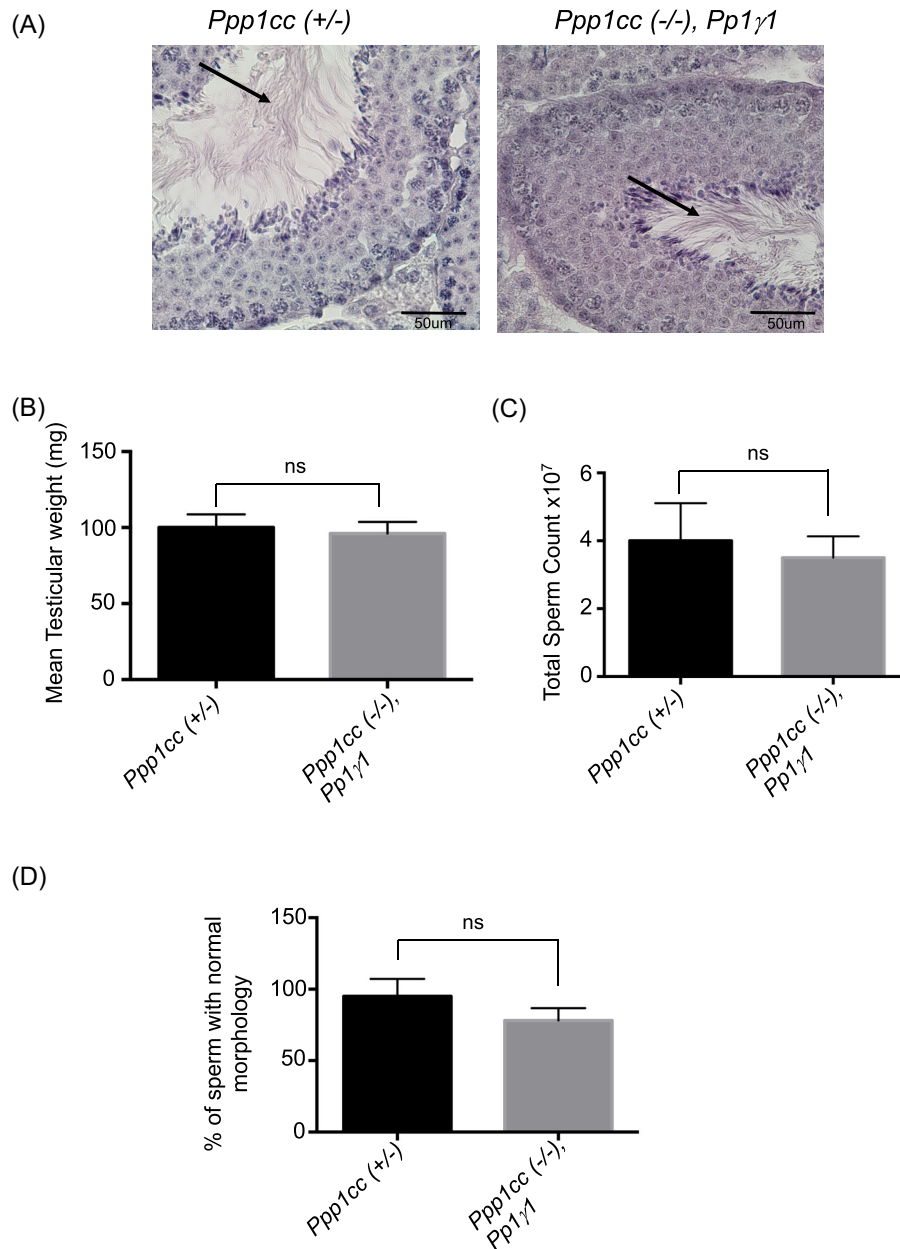 (A)
Ppp1cc (+/-)
Ppp1cc (-/-), Pp1γ1
50um
50um
(B)
Mean Testicular weight (mg)
150
100
50
0
ns
Ppp1cc (+/-)
Ppp1cc (-/-),
Pp1γ1
(C)
Total Sperm Count x10⁷
6
4
2
0
ns
Ppp1cc (+/-)
Ppp1cc (-/-),
Pp1γ1
(D)
% of sperm with normal
morphology
150
100
50
0
ns
Ppp1cc (+/-)
Ppp1cc (-/-),
Pp1γ1